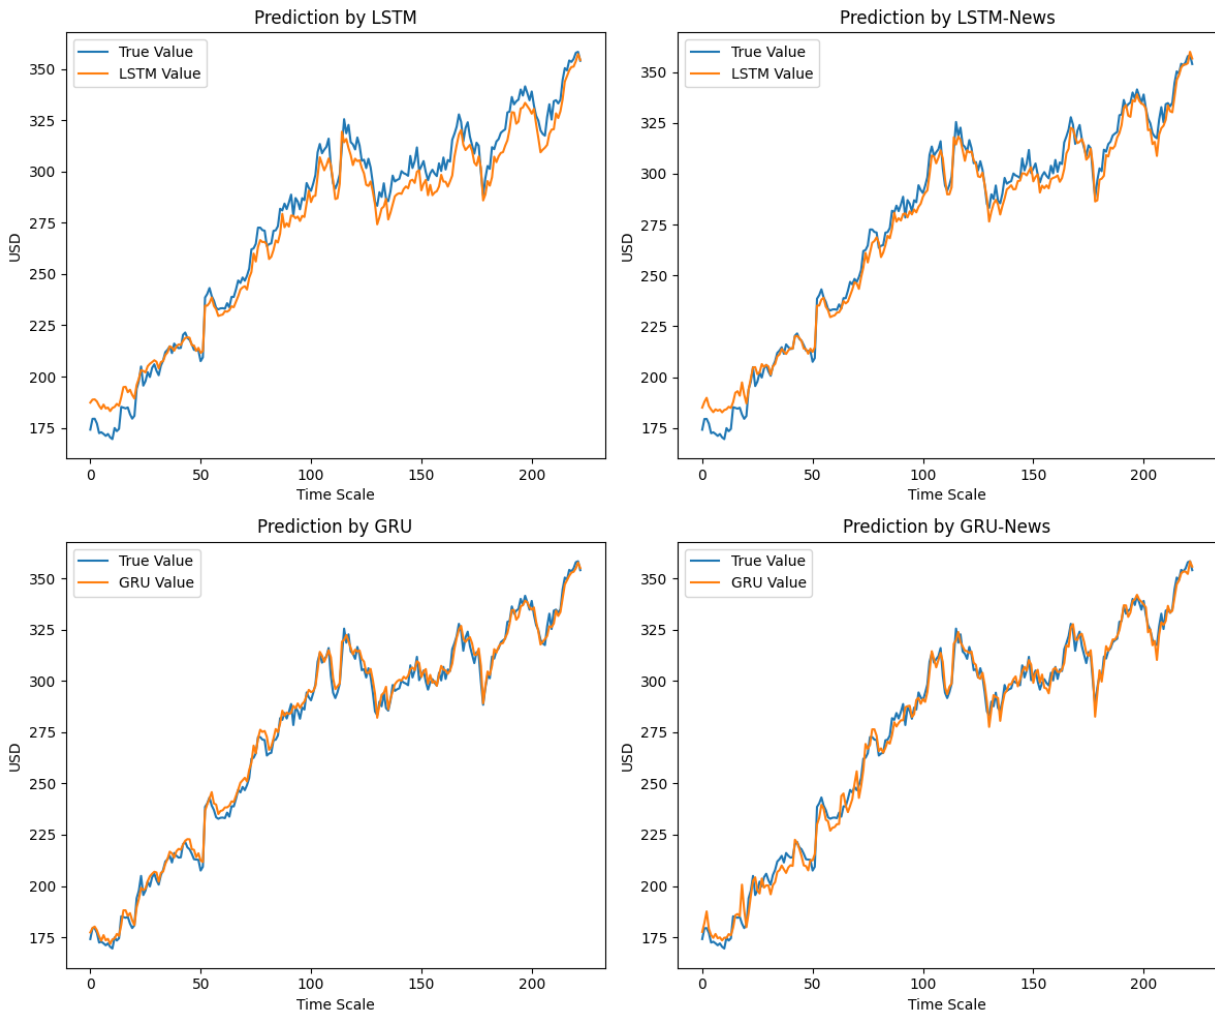 Prediction by LSTM
True Value
LSTM Value
350
325
300
275
250
225
200
175
USD
0 50 100 150 200
Time Scale
Prediction by LSTM-News
True Value
LSTM Value
350
325
300
275
250
225
200
175
USD
0 50 100 150 200
Time Scale
Prediction by GRU
True Value
GRU Value
350
325
300
275
250
225
200
175
USD
0 50 100 150 200
Time Scale
Prediction by GRU-News
True Value
GRU Value
350
325
300
275
250
225
200
175
USD
0 50 100 150 200
Time Scale